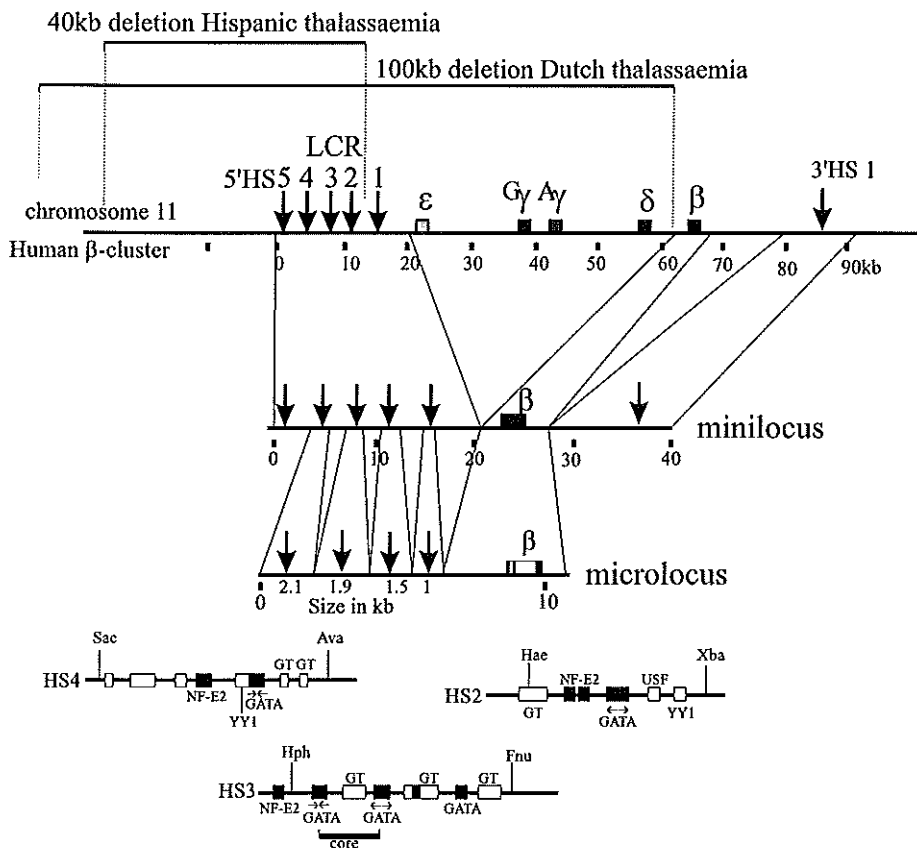 40kb deletion Hispanic thalassaemia
100kb deletion Dutch thalassaemia
LCR
5'HS 5 4 3 2 1
3'HS 1
ε Gγ Aγ δ β
chromosome 11
Human β-cluster
0 10 20 30 40 50 60 70 80 90kb
β
minilocus
0 10 20 30 40
β
microlocus
2.1 1.9 1.5 1
0 Size in kb 10
Sac Ava
GT GT
HS4
NF-E2
GATA
YY1
Hae Xba
NF-E2 USF
HS2
GT YY1
GATA
Hph Fnu
GT GT GT
HS3
NF-E2 GATA GATA GATA
core